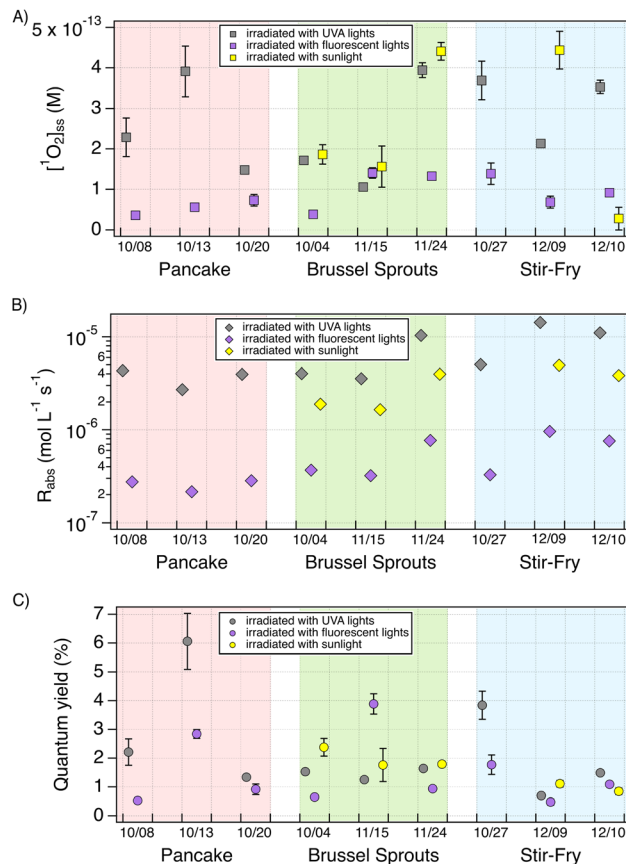 A)
5 x 10⁻¹³
4
3
2
1
0
[¹O₂]ss (M)
irradiated with UVA lights
irradiated with fluorescent lights
irradiated with sunlight
10/08 10/13 10/20 10/04 11/15 11/24 10/27 12/09 12/10
Pancake Brussel Sprouts Stir-Fry
B)
10⁻⁵
6
4
2
10⁻⁶
6
4
2
10⁻⁷
Rabs (mol L⁻¹ s⁻¹)
irradiated with UVA lights
irradiated with fluorescent lights
irradiated with sunlight
10/08 10/13 10/20 10/04 11/15 11/24 10/27 12/09 12/10
Pancake Brussel Sprouts Stir-Fry
C)
7
6
5
4
3
2
1
0
Quantum yield (%)
irradiated with UVA lights
irradiated with fluorescent lights
irradiated with sunlight
10/08 10/13 10/20 10/04 11/15 11/24 10/27 12/09 12/10
Pancake Brussel Sprouts Stir-Fry